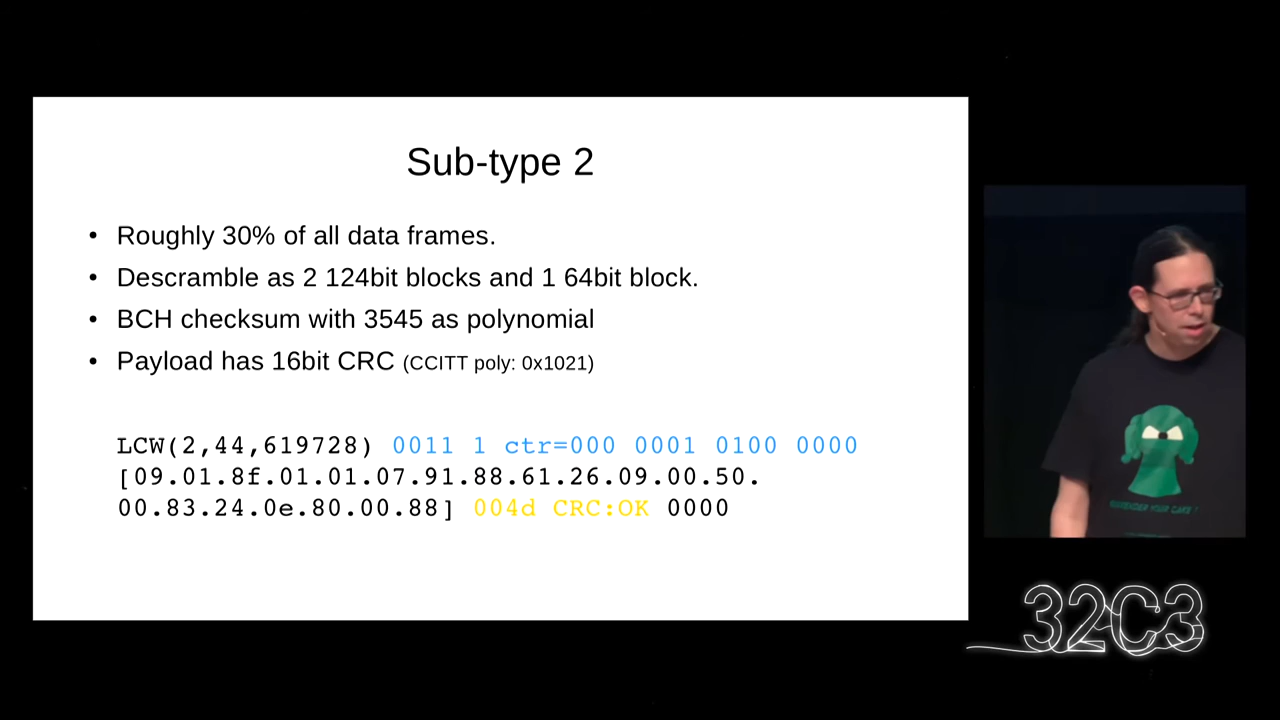 Sub-type 2
• Roughly 30% of all data frames.
• Descramble as 2 124bit blocks and 1 64bit block.
• BCH checksum with 3545 as polynomial
• Payload has 16bit CRC (CCITT poly: 0x1021)
LCW(2,44,619728) 0011 1 ctr=000 0001 0100 0000
[09.01.8f.01.01.07.91.88.61.26.09.00.50.
00.83.24.0e.80.00.88] 004d CRC:OK 0000
32C3